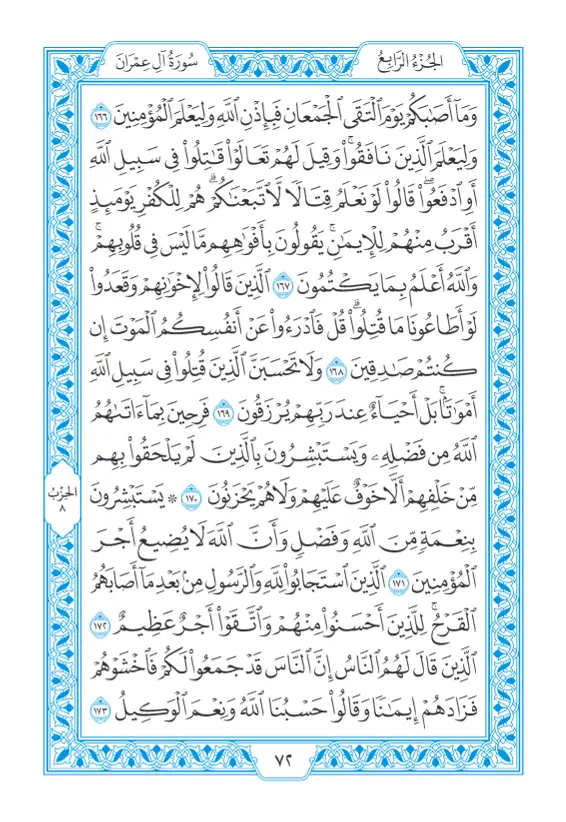 الجُزْءُ الرَّابِعُ
سُورَةُ آلِ عِمْرَانَ
وَمَآ أَصَٰبَكُمْ يَوْمَ ٱلْتَقَى ٱلْجَمْعَانِ فَبِإِذْنِ ٱللَّهِ وَلِيَعْلَمَ ٱلْمُؤْمِنِينَ ١٦٦
وَلِيَعْلَمَ ٱلَّذِينَ نَافَقُوا۟ۚ وَقِيلَ لَهُمْ تَعَالَوْا۟ قَٰتِلُوا۟ فِى سَبِيلِ ٱللَّهِ
أَوِ ٱدْفَعُوا۟ۖ قَالُوا۟ لَوْ نَعْلَمُ قِتَالًا لَّٱتَّبَعْنَٰكُمْۗ هُمْ لِلْكُفْرِ يَوْمَئِذٍ
أَقْرَبُ مِنْهُمْ لِلْإِيمَٰنِۚ يَقُولُونَ بِأَفْوَٰهِهِم مَّا لَيْسَ فِى قُلُوبِهِمْۚ
وَٱللَّهُ أَعْلَمُ بِمَا يَكْتُمُونَ ١٦٧ ٱلَّذِينَ قَالُوا۟ لِإِخْوَٰنِهِمْ وَقَعَدُوا۟
لَوْ أَطَاعُونَا مَا قُتِلُوا۟ۗ قُلْ فَٱدْرَءُوا۟ عَنْ أَنفُسِكُمُ ٱلْمَوْتَ إِن
كُنتُمْ صَٰدِقِينَ ١٦٨ وَلَا تَحْسَبَنَّ ٱلَّذِينَ قُتِلُوا۟ فِى سَبِيلِ ٱللَّهِ
أَمْوَٰتًۢاۚ بَلْ أَحْيَآءٌ عِندَ رَبِّهِمْ يُرْزَقُونَ ١٦٩ فَرِحِينَ بِمَآ ءَاتَىٰهُمُ
ٱللَّهُ مِن فَضْلِهِۦ وَيَسْتَبْشِرُونَ بِٱلَّذِينَ لَمْ يَلْحَقُوا۟ بِهِم
مِّنْ خَلْفِهِمْ أَلَّا خَوْفٌ عَلَيْهِمْ وَلَا هُمْ يَحْزَنُونَ ١٧٠ ۞ يَسْتَبْشِرُونَ
الحِزْبُ
٨
بِنِعْمَةٍ مِّنَ ٱللَّهِ وَفَضْلٍ وَأَنَّ ٱللَّهَ لَا يُضِيعُ أَجْرَ
ٱلْمُؤْمِنِينَ ١٧١ ٱلَّذِينَ ٱسْتَجَابُوا۟ لِلَّهِ وَٱلرَّسُولِ مِنۢ بَعْدِ مَآ أَصَابَهُمُ
ٱلْقَرْحُۚ لِلَّذِينَ أَحْسَنُوا۟ مِنْهُمْ وَٱتَّقَوْا۟ أَجْرٌ عَظِيمٌ ١٧٢
ٱلَّذِينَ قَالَ لَهُمُ ٱلنَّاسُ إِنَّ ٱلنَّاسَ قَدْ جَمَعُوا۟ لَكُمْ فَٱخْشَوْهُمْ
فَزَادَهُمْ إِيمَٰنًا وَقَالُوا۟ حَسْبُنَا ٱللَّهُ وَنِعْمَ ٱلْوَكِيلُ ١٧٣
٧٢